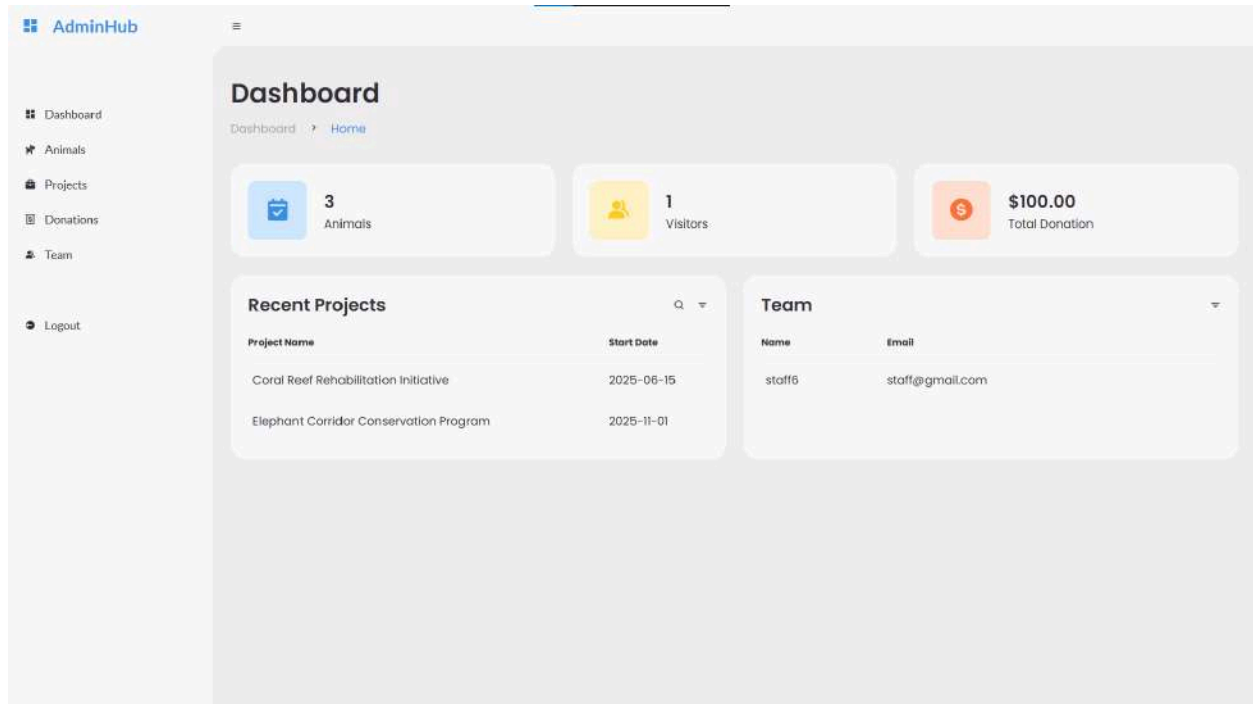 AdminHub
Dashboard
Animals
Projects
Donations
Team
Logout
Dashboard
Dashboard > Home
3
Animals
1
Visitors
$100.00
Total Donation
Recent Projects
Project Name Start Date
Coral Reef Rehabilitation Initiative 2025-06-15
Elephant Corridor Conservation Program 2025-11-01
Team
Name Email
staff6 staff@gmail.com